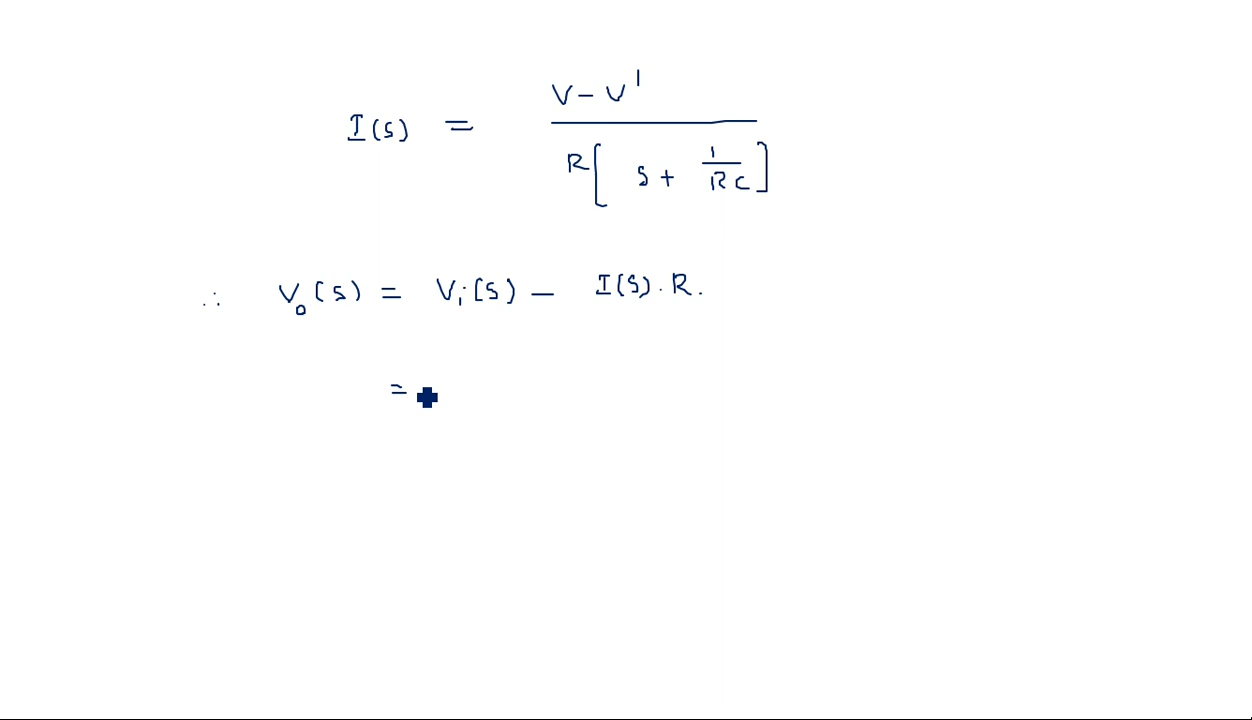 I(s) = V - V' / R[ s + 1/RC ]
∴ V₀(s) = Vᵢ(s) - I(s).R.
=